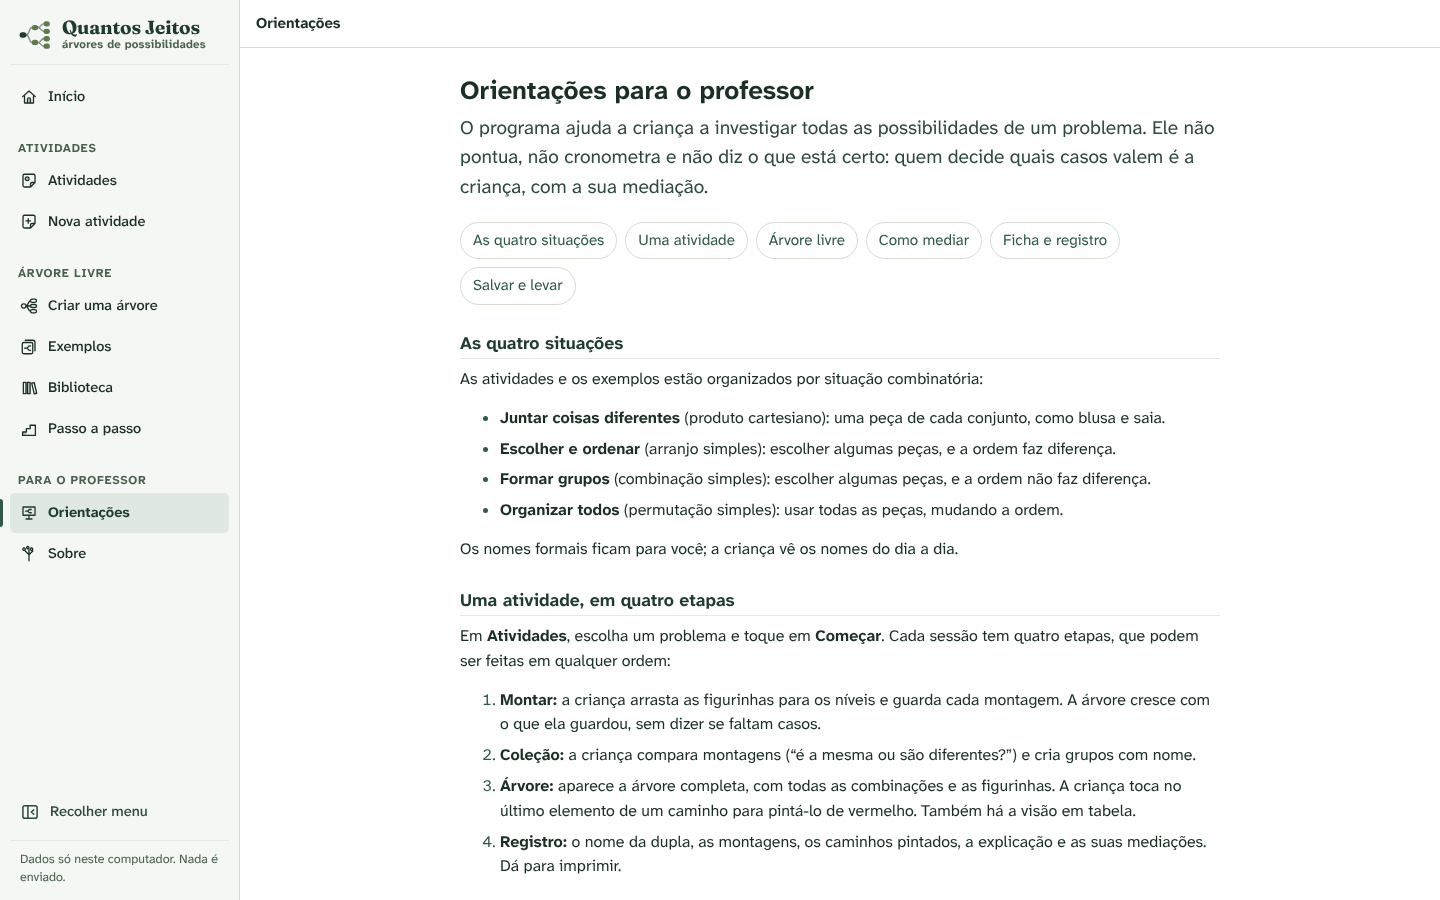 Quantos Jeitos
árvores de possibilidades
Início
ATIVIDADES
Atividades
Nova atividade
ÁRVORE LIVRE
Criar uma árvore
Exemplos
Biblioteca
Passo a passo
PARA O PROFESSOR
Orientações
Sobre
Recolher menu
Dados só neste computador. Nada é
enviado.
Orientações
Orientações para o professor
O programa ajuda a criança a investigar todas as possibilidades de um problema. Ele não
pontua, não cronometra e não diz o que está certo: quem decide quais casos valem é a
criança, com a sua mediação.
As quatro situações
Uma atividade
Árvore livre
Como mediar
Ficha e registro
Salvar e levar
As quatro situações
As atividades e os exemplos estão organizados por situação combinatória:
• Juntar coisas diferentes (produto cartesiano): uma peça de cada conjunto, como blusa e saia.
• Escolher e ordenar (arranjo simples): escolher algumas peças, e a ordem faz diferença.
• Formar grupos (combinação simples): escolher algumas peças, e a ordem não faz diferença.
• Organizar todos (permutação simples): usar todas as peças, mudando a ordem.
Os nomes formais ficam para você; a criança vê os nomes do dia a dia.
Uma atividade, em quatro etapas
Em Atividades, escolha um problema e toque em Começar. Cada sessão tem quatro etapas, que podem
ser feitas em qualquer ordem:
1. Montar: a criança arrasta as figurinhas para os níveis e guarda cada montagem. A árvore cresce com
o que ela guardou, sem dizer se faltam casos.
2. Coleção: a criança compara montagens (“é a mesma ou são diferentes?”) e cria grupos com nome.
3. Árvore: aparece a árvore completa, com todas as combinações e as figurinhas. A criança toca no
último elemento de um caminho para pintá-lo de vermelho. Também há a visão em tabela.
4. Registro: o nome da dupla, as montagens, os caminhos pintados, a explicação e as suas mediações.
Dá para imprimir.